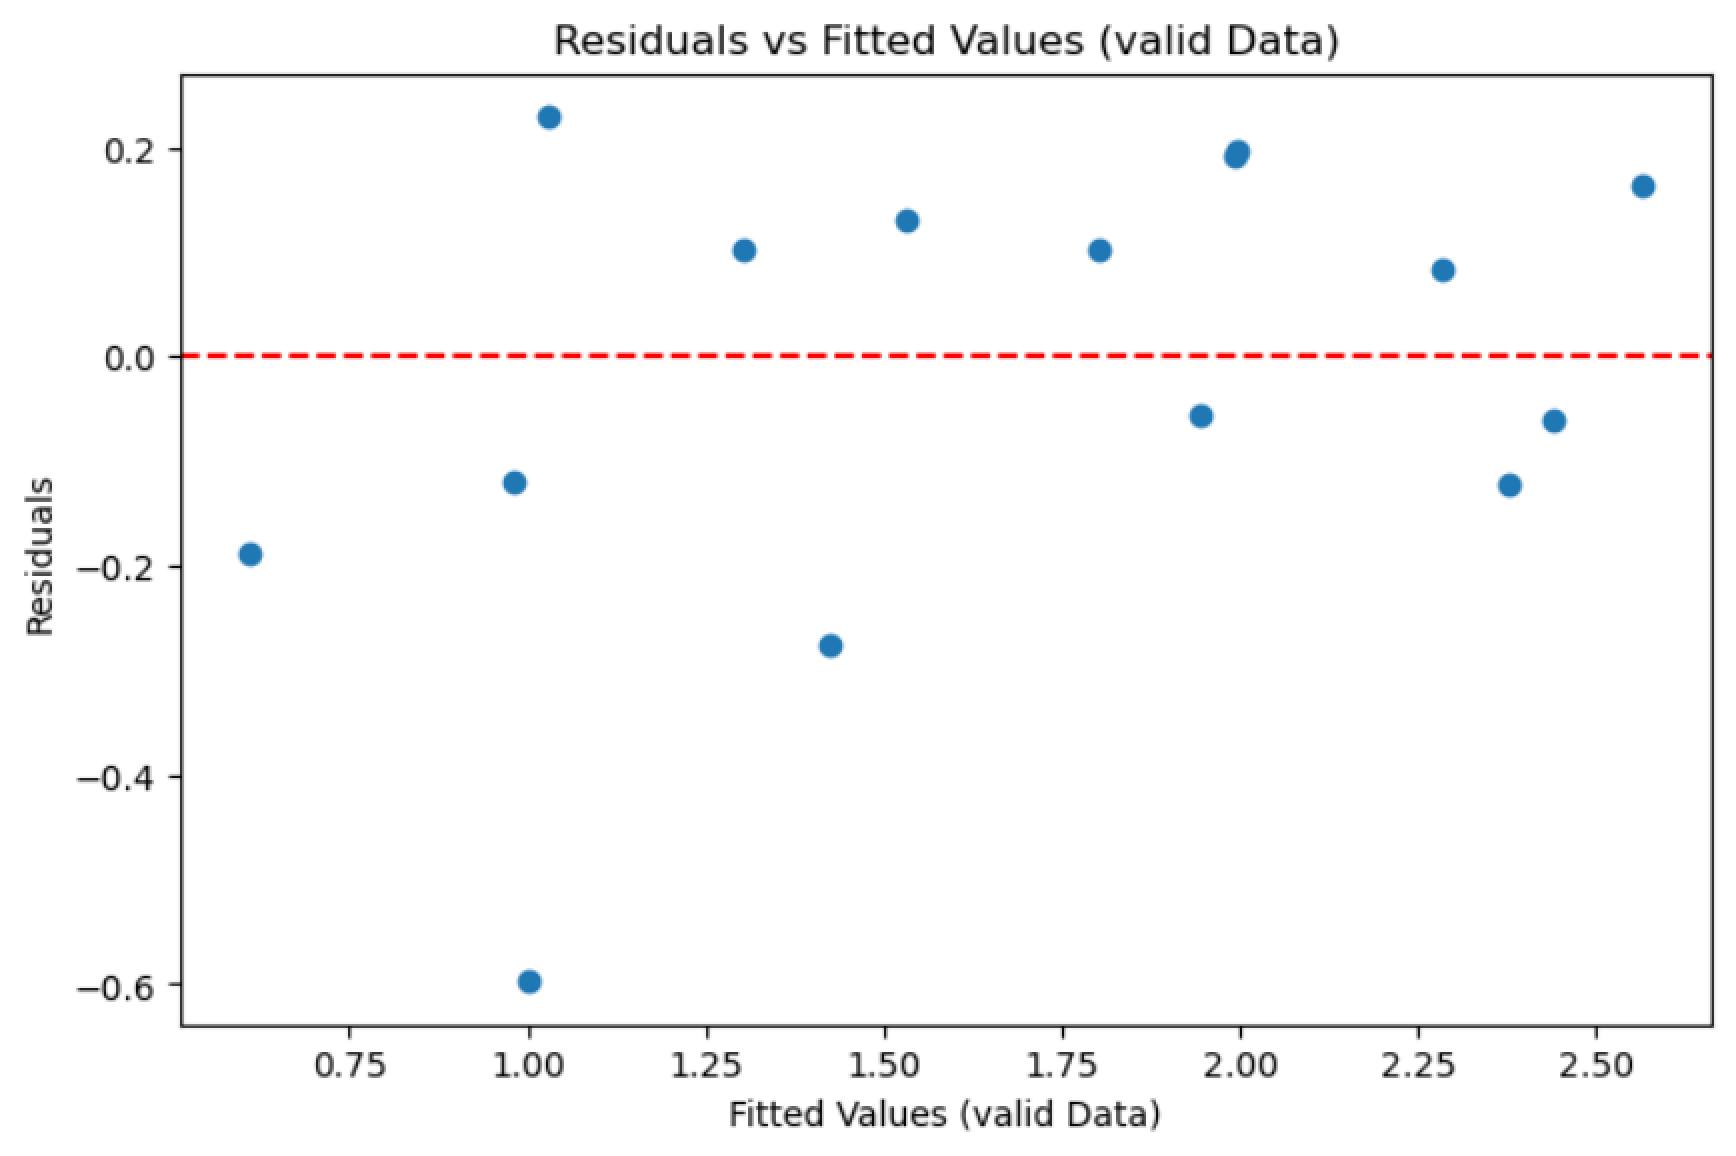 Residuals vs Fitted Values (valid Data)
0.2
0.0
−0.2
−0.4
−0.6
Residuals
0.75 1.00 1.25 1.50 1.75 2.00 2.25 2.50
Fitted Values (valid Data)